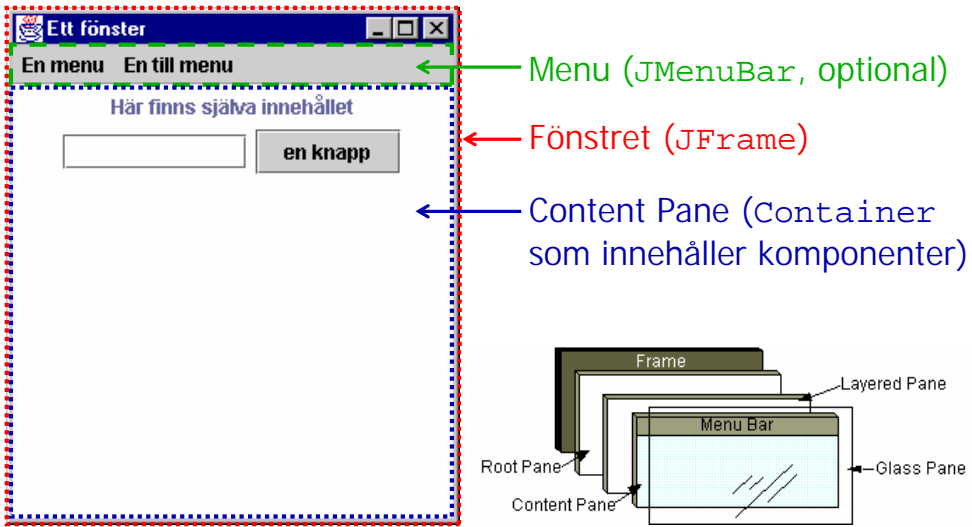 Ett fönster
En menu En till menu
Här finns själva innehållet
en knapp
Menu (JMenuBar, optional)
Fönstret (JFrame)
Content Pane (Container
som innehåller komponenter)
Frame
Layered Pane
Menu Bar
Root Pane
Glass Pane
Content Pane